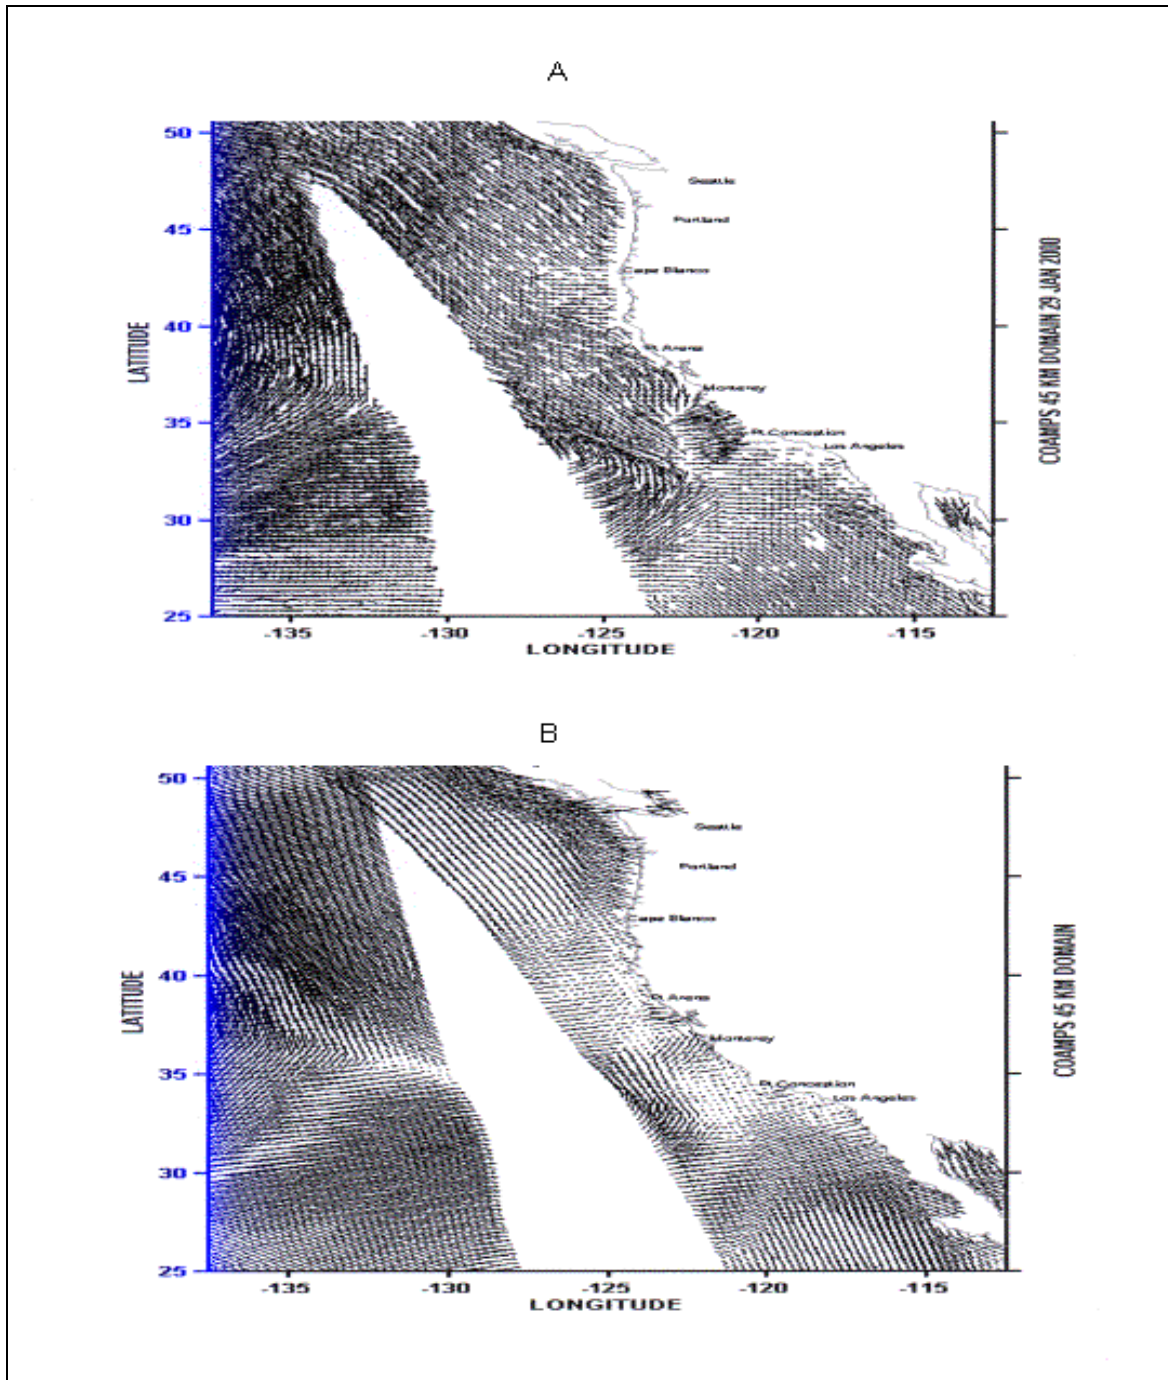 A
50
45
40
35
30
25
LATITUDE
Seattle
Portland
Cape Blanco
Pt. Arena
Monterey
Pt. Conception
Los Angeles
-135
-130
-125
-120
-115
LONGITUDE
COAMPS 45 KM DOMAIN 29 JAN 2000
B
50
45
40
35
30
25
LATITUDE
Seattle
Portland
Cape Blanco
Pt. Arena
Monterey
Pt. Conception
Los Angeles
-135
-130
-125
-120
-115
LONGITUDE
COAMPS 45 KM DOMAIN